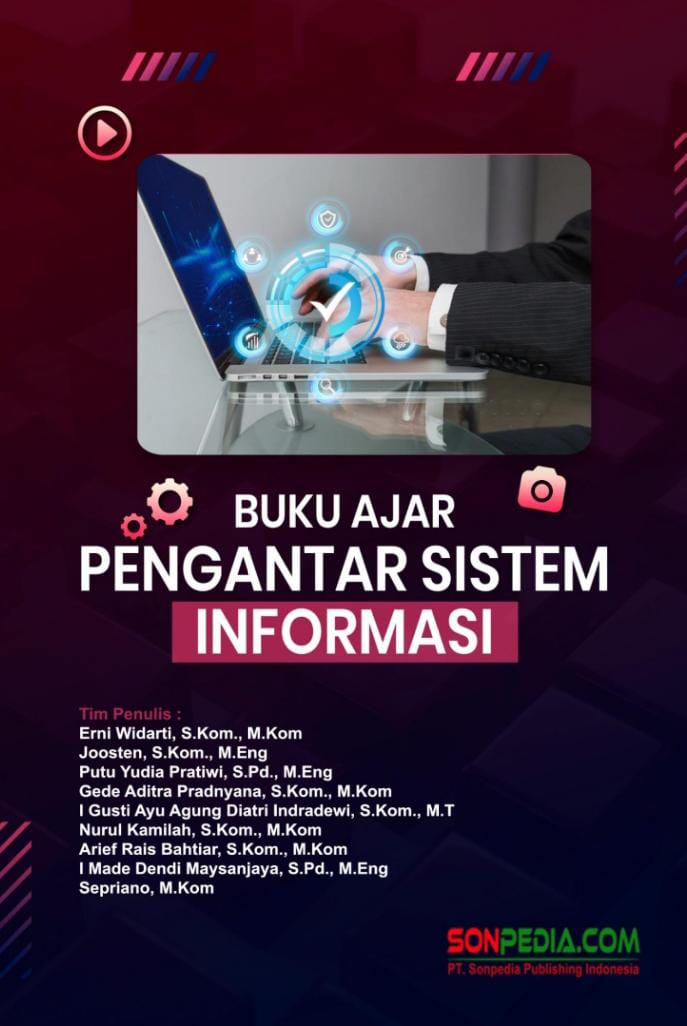 BUKU AJAR
PENGANTAR SISTEM
INFORMASI
Tim Penulis :
Erni Widarti, S.Kom., M.Kom
Joosten, S.Kom., M.Eng
Putu Yudia Pratiwi, S.Pd., M.Eng
Gede Aditra Pradnyana, S.Kom., M.Kom
I Gusti Ayu Agung Diatri Indradewi, S.Kom., M.T
Nurul Kamilah, S.Kom., M.Kom
Arief Rais Bahtiar, S.Kom., M.Kom
I Made Dendi Maysanjaya, S.Pd., M.Eng
Sepriano, M.Kom
SONPEDIA.COM
PT. Sonpedia Publishing Indonesia